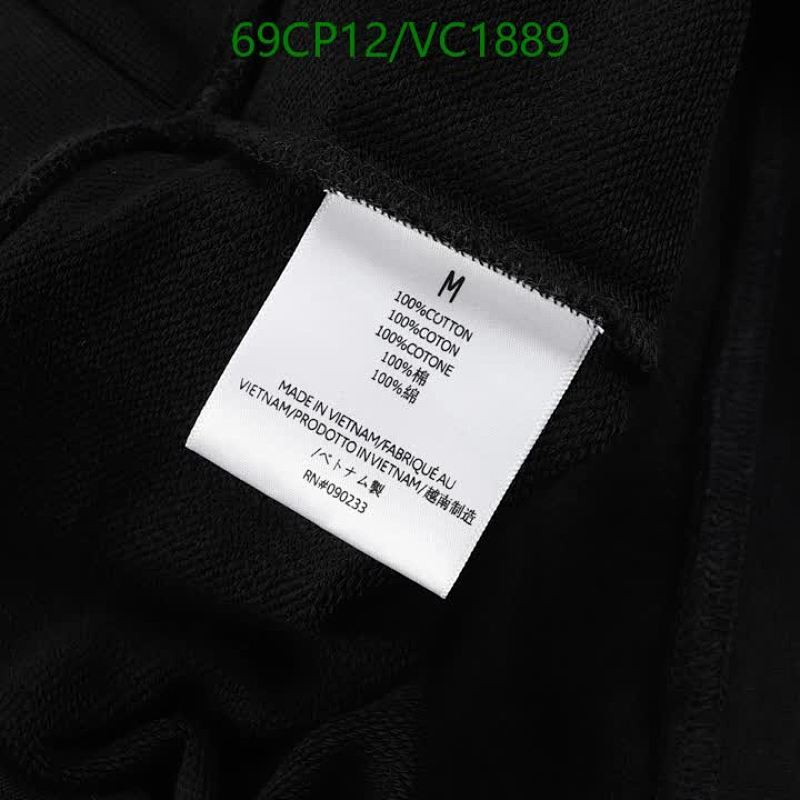 69CP12/VC1889
M
100%COTTON
100%COTON
100%COTONE
100%棉
100%綿
MADE IN VIETNAM/FABRIQUÉ AU
VIETNAM/PRODOTTO IN VIETNAM/越南制造
/ベトナム製
RN#090233